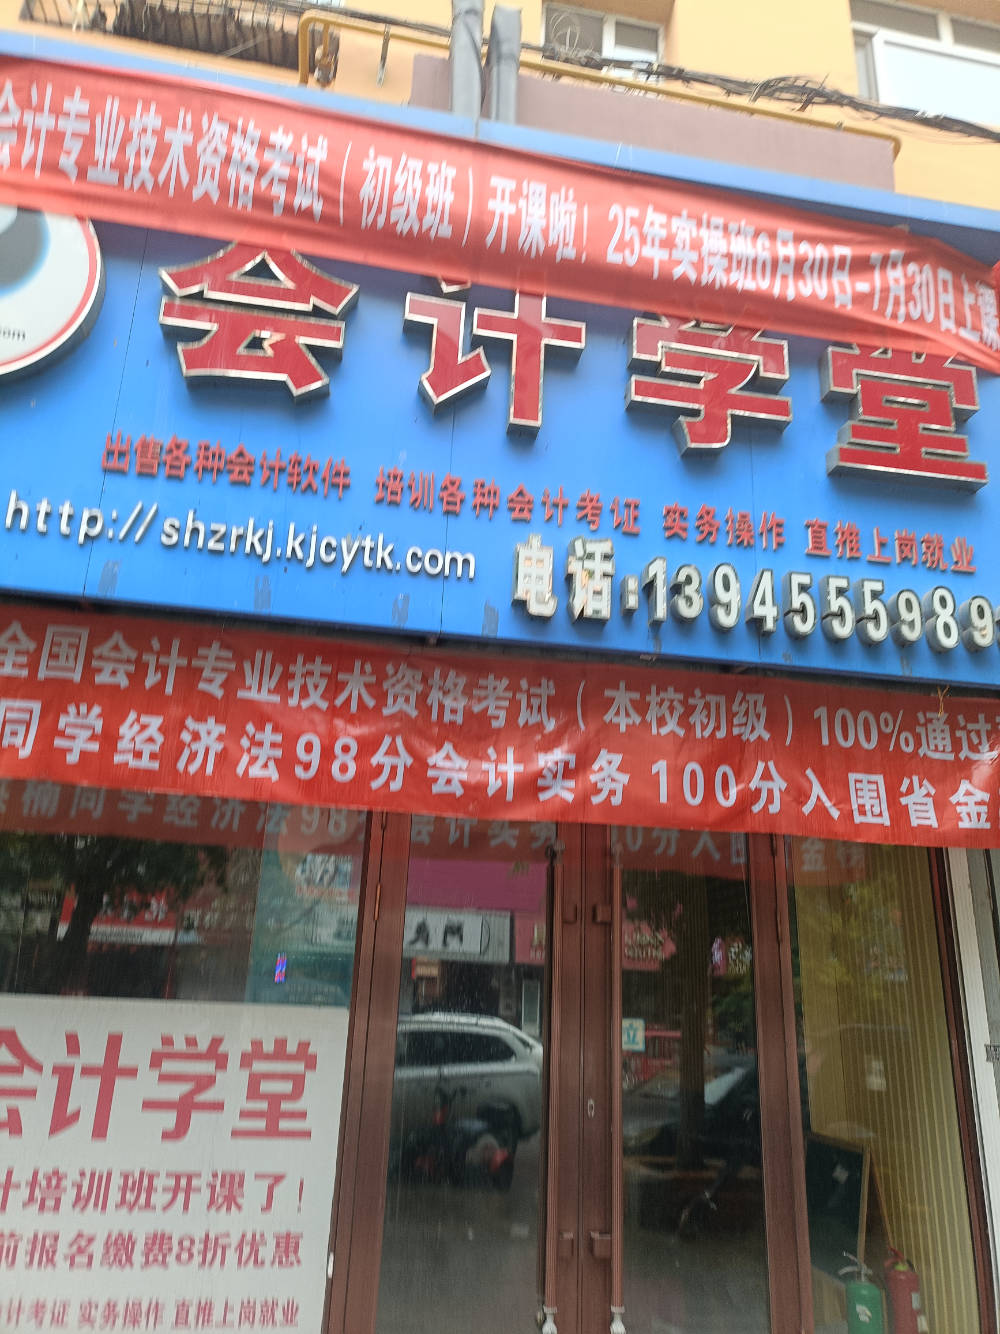 会计专业技术资格考试（初级班）开课啦！25年实操班6月30日-7月30日上课
会计学堂
出售各种会计软件 培训各种会计考证 实务操作 直推上岗就业
http://shzrkj.kjcytk.com
电话:1394555989
全国会计专业技术资格考试（本校初级）100%通过
同学经济法98分会计实务100分入围省金
会计学堂
计培训班开课了！
前报名缴费8折优惠
计考证 实务操作 直推上岗就业